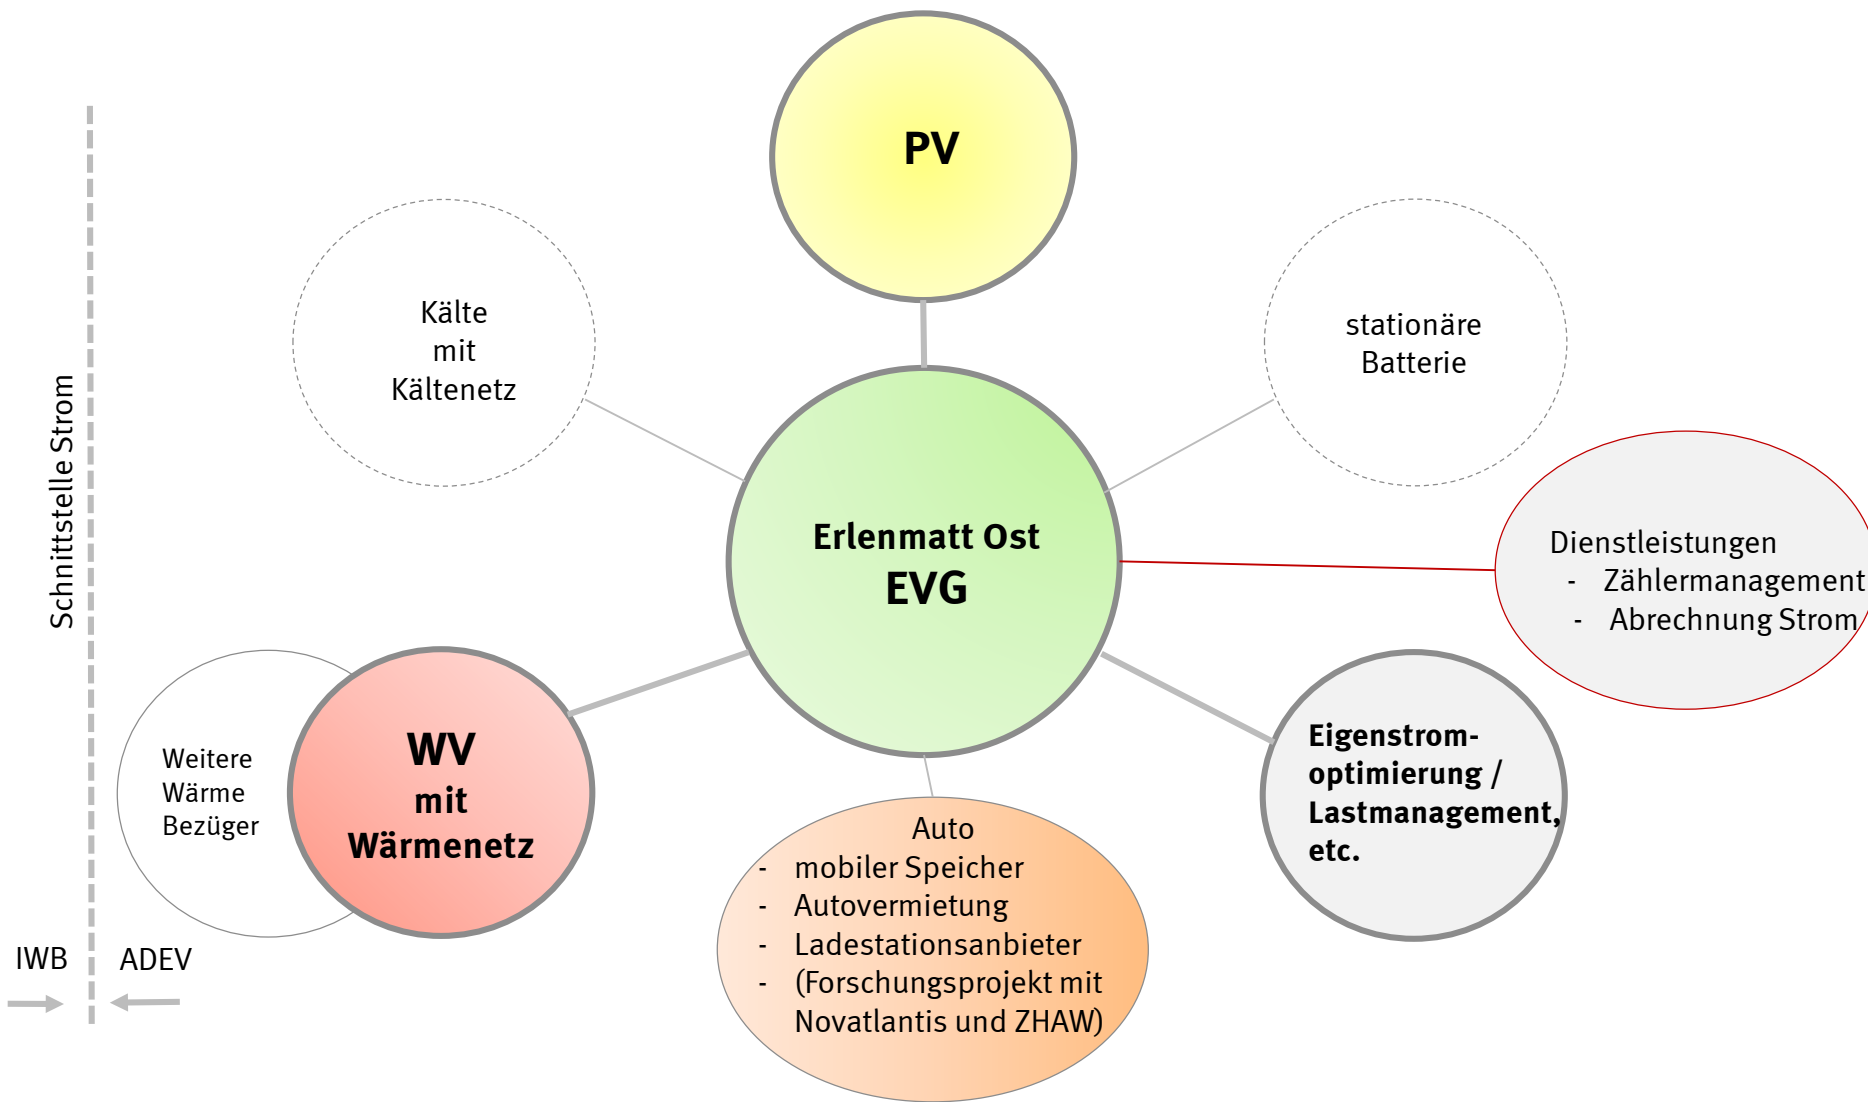 PV
Kälte
mit
Kältenetz
stationäre
Batterie
Schnittstelle Strom
Erlenmatt Ost
EVG
Dienstleistungen
- Zählermanagement
- Abrechnung Strom
Weitere
Wärme
Bezüger
WV
mit
Wärmenetz
Eigenstrom-
optimierung /
Lastmanagement,
etc.
Auto
- mobiler Speicher
- Autovermietung
- Ladestationsanbieter
- (Forschungsprojekt mit
Novatlantis und ZHAW)
IWB
ADEV